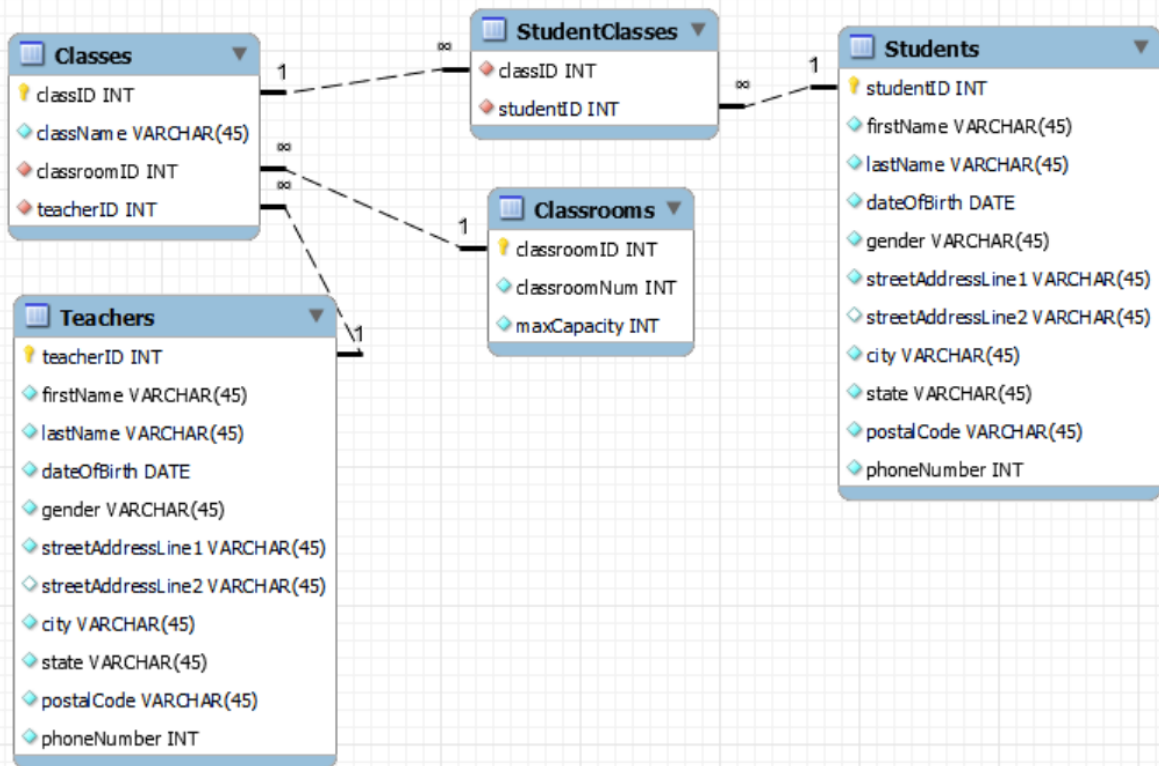 Classes
classID INT
className VARCHAR(45)
classroomID INT
teacherID INT
1
∞
∞
∞
StudentClasses
classID INT
studentID INT
∞
1
Students
studentID INT
firstName VARCHAR(45)
lastName VARCHAR(45)
dateOfBirth DATE
gender VARCHAR(45)
streetAddressLine1 VARCHAR(45)
streetAddressLine2 VARCHAR(45)
city VARCHAR(45)
state VARCHAR(45)
postalCode VARCHAR(45)
phoneNumber INT
1
Classrooms
classroomID INT
classroomNum INT
maxCapacity INT
1
Teachers
teacherID INT
firstName VARCHAR(45)
lastName VARCHAR(45)
dateOfBirth DATE
gender VARCHAR(45)
streetAddressLine1 VARCHAR(45)
streetAddressLine2 VARCHAR(45)
city VARCHAR(45)
state VARCHAR(45)
postalCode VARCHAR(45)
phoneNumber INT